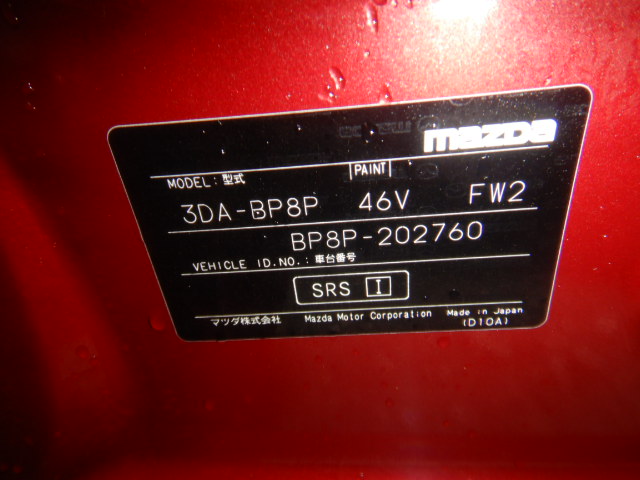 mazda
MODEL: 型式 PAINT
3DA-BP8P 46V FW2
BP8P-202760
VEHICLE ID.NO.: 車台番号
SRS I
マツダ株式会社 Mazda Motor Corporation Made in Japan
(D10A)